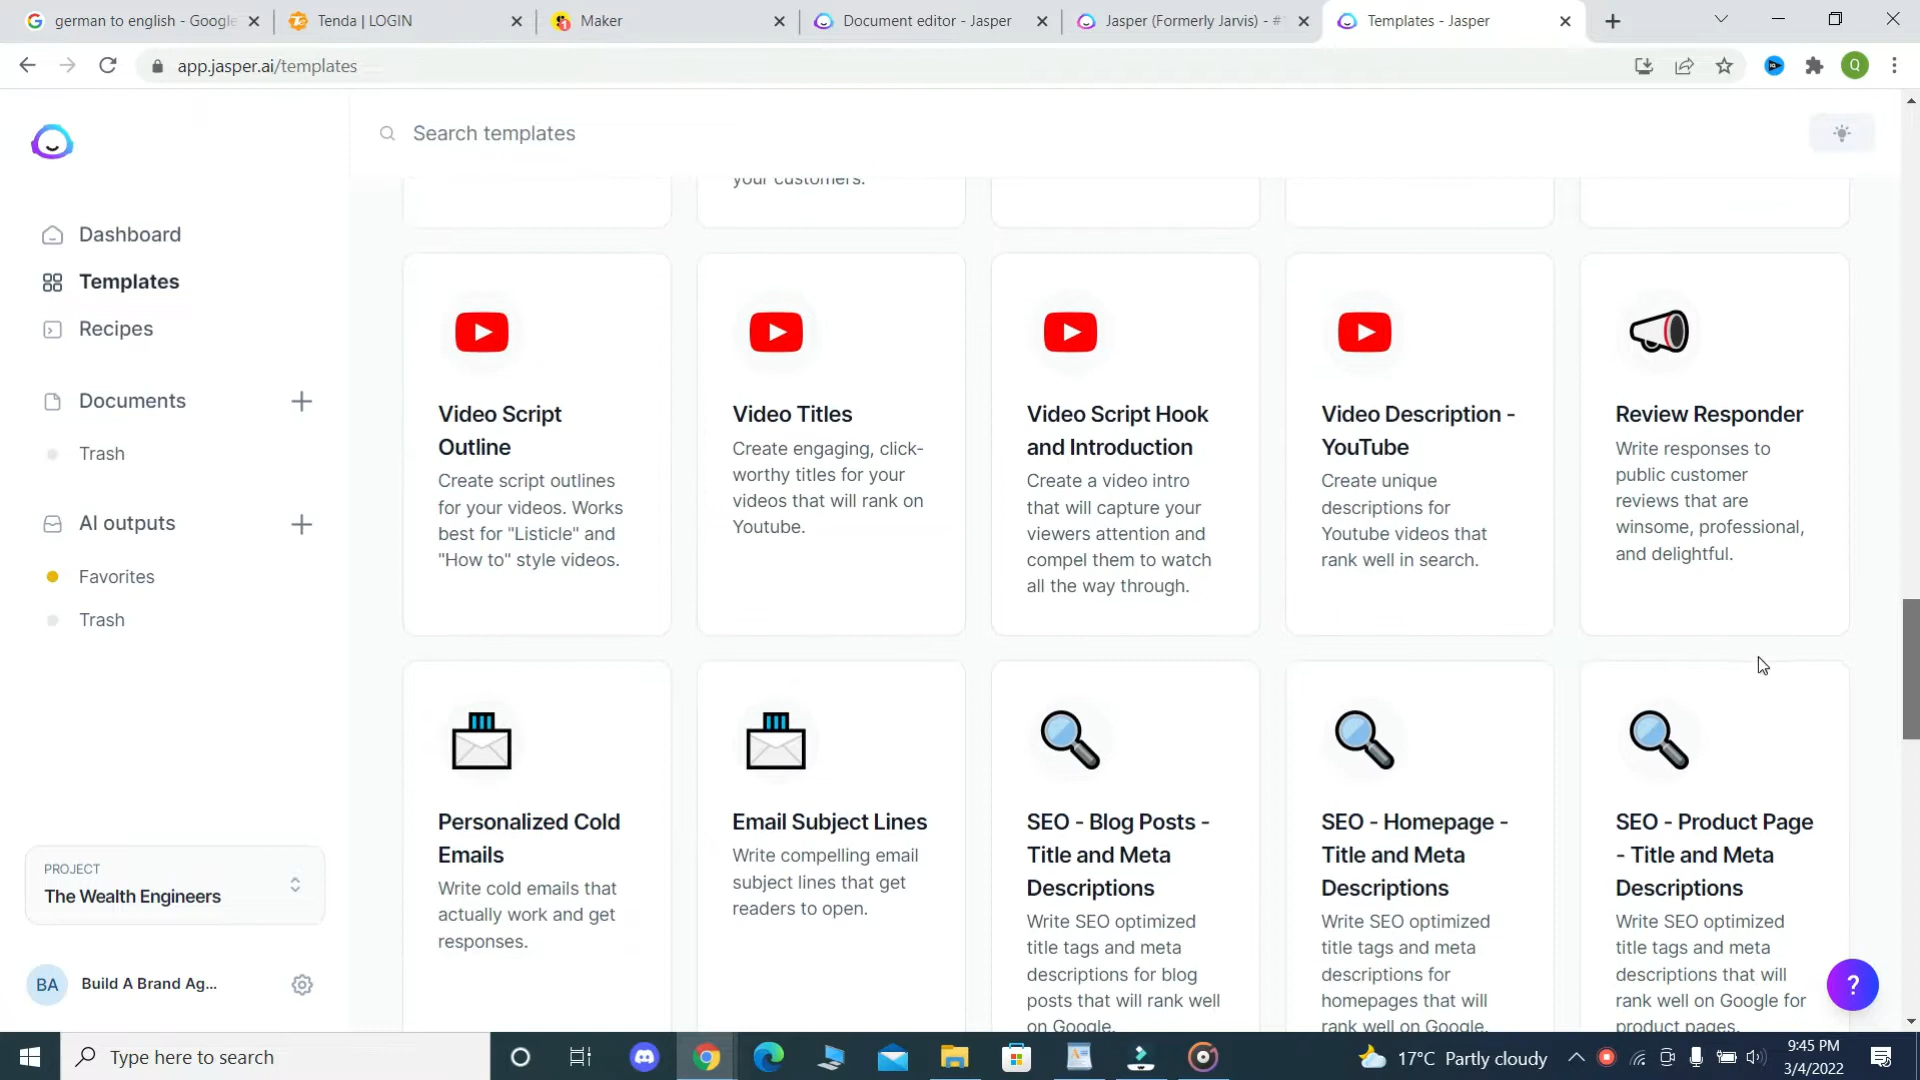 german to english - Google
Tenda | LOGIN
Maker
Document editor - Jasper
Jasper (Formerly Jarvis) - #
Templates - Jasper
app.jasper.ai/templates
Q
Search templates
Dashboard
Templates
Recipes
Documents
Trash
AI outputs
Favorites
Trash
PROJECT
The Wealth Engineers
BA
Build A Brand Ag...
your customers.
Video Script
Outline
Create script outlines
for your videos. Works
best for "Listicle" and
"How to" style videos.
Video Titles
Create engaging, click-
worthy titles for your
videos that will rank on
Youtube.
Video Script Hook
and Introduction
Create a video intro
that will capture your
viewers attention and
compel them to watch
all the way through.
Video Description -
YouTube
Create unique
descriptions for
Youtube videos that
rank well in search.
Review Responder
Write responses to
public customer
reviews that are
winsome, professional,
and delightful.
Personalized Cold
Emails
Write cold emails that
actually work and get
responses.
Email Subject Lines
Write compelling email
subject lines that get
readers to open.
SEO - Blog Posts -
Title and Meta
Descriptions
Write SEO optimized
title tags and meta
descriptions for blog
posts that will rank well
on Google.
SEO - Homepage -
Title and Meta
Descriptions
Write SEO optimized
title tags and meta
descriptions for
homepages that will
rank well on Google.
SEO - Product Page
- Title and Meta
Descriptions
Write SEO optimized
title tags and meta
descriptions that will
rank well on Google for
product pages.
?
Type here to search
17°C Partly cloudy
9:45 PM
3/4/2022